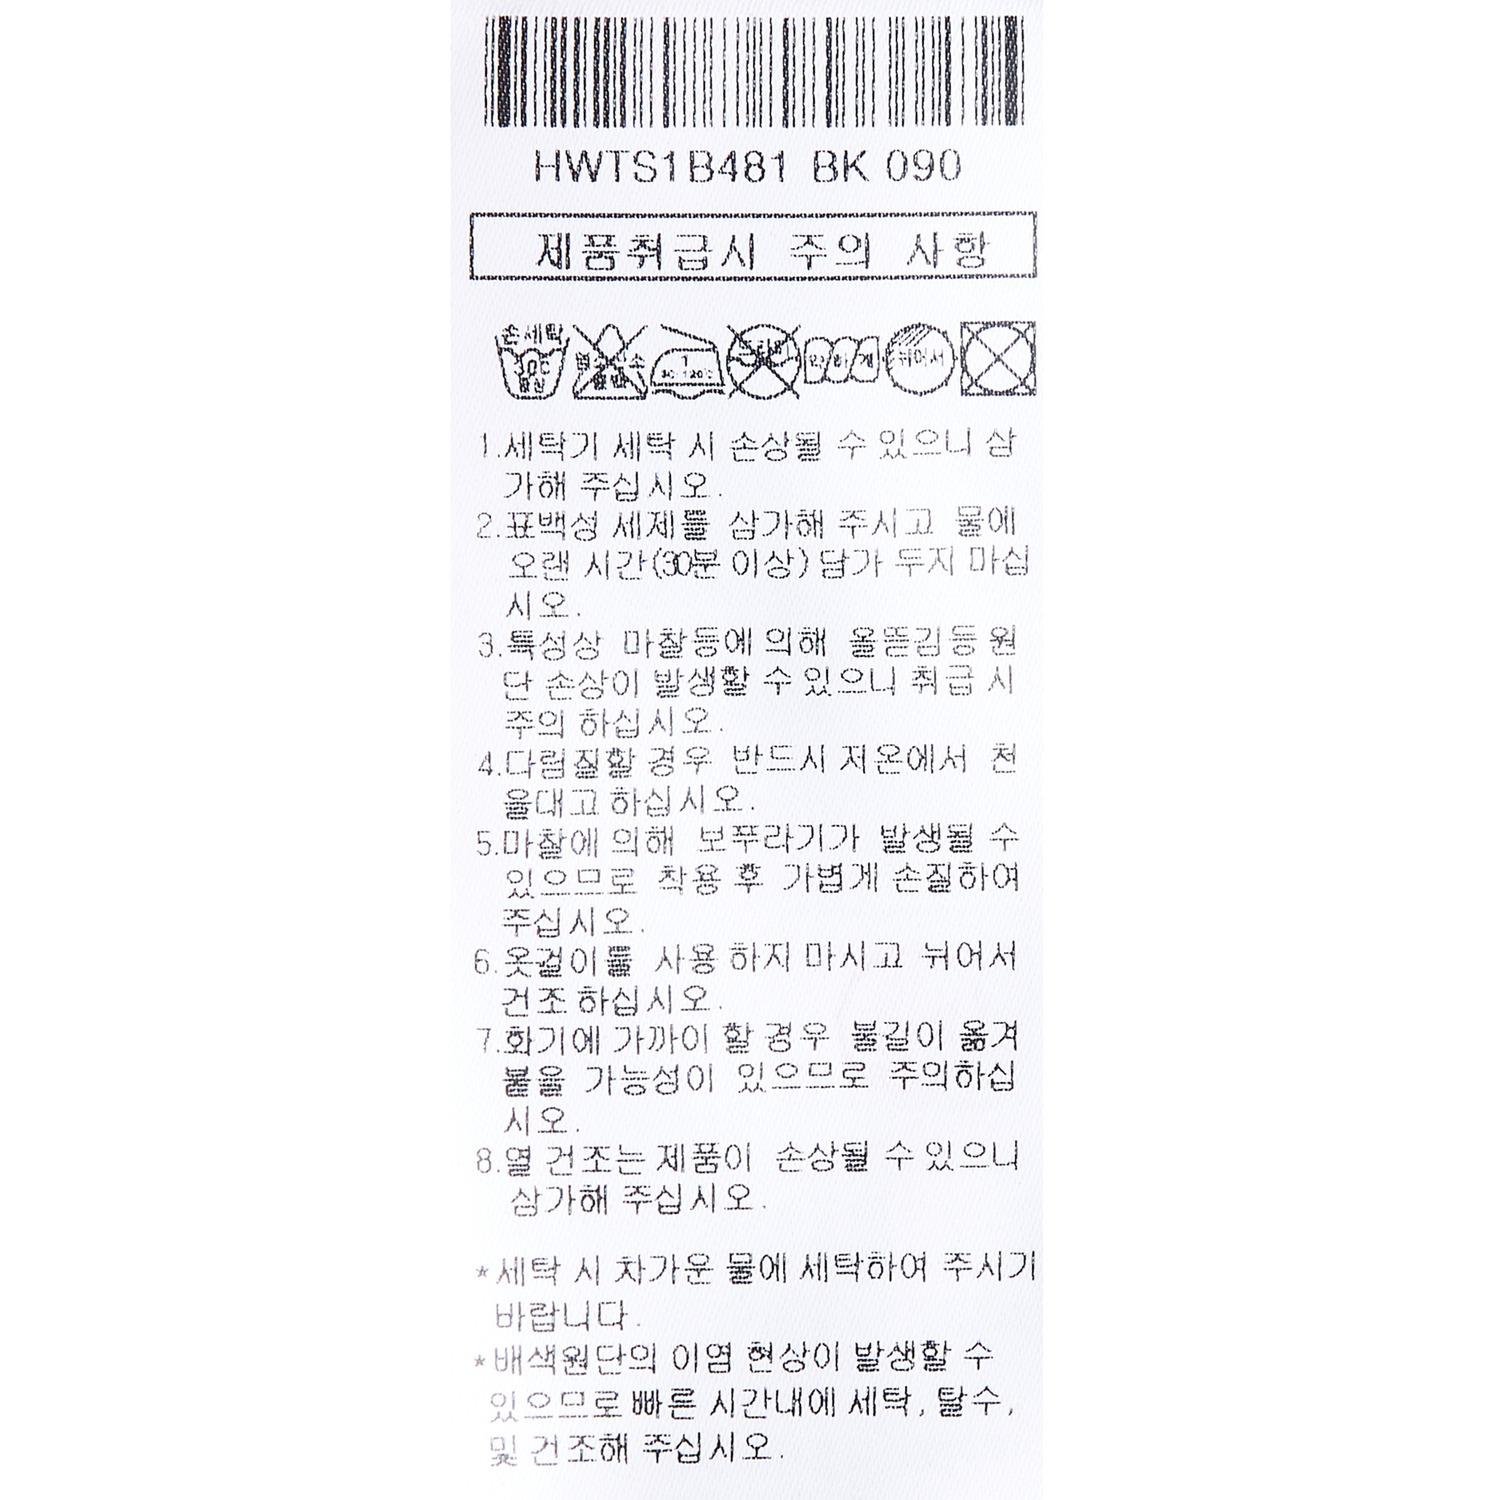 HWTS1B481 BK 090
제품취급시 주의 사항
손세탁
30℃
중성
1
80~120℃
약하게
뉘어서
1.세탁기 세탁 시 손상될 수 있으니 삼
가해 주십시오.
2.표백성 세제를 삼가해 주시고 물에
오랜 시간(30분 이상) 담가 두지 마십
시오.
3.특성상 마찰등에 의해 올뜯김등 원
단 손상이 발생할 수 있으니 취급 시
주의 하십시오.
4.다림질할 경우 반드시 저온에서 천
을대고 하십시오.
5.마찰에 의해 보푸라기가 발생될 수
있으므로 착용 후 가볍게 손질하여
주십시오.
6.옷걸이를 사용 하지 마시고 뉘어서
건조 하십시오.
7.화기에 가까이 할 경우 불길이 옮겨
붙을 가능성이 있으므로 주의하십
시오.
8.열 건조는 제품이 손상될 수 있으니
삼가해 주십시오.
*세탁 시 차가운 물에 세탁하여 주시기
바랍니다.
*배색원단의 이염 현상이 발생할 수
있으므로 빠른 시간내에 세탁, 탈수,
및 건조해 주십시오.